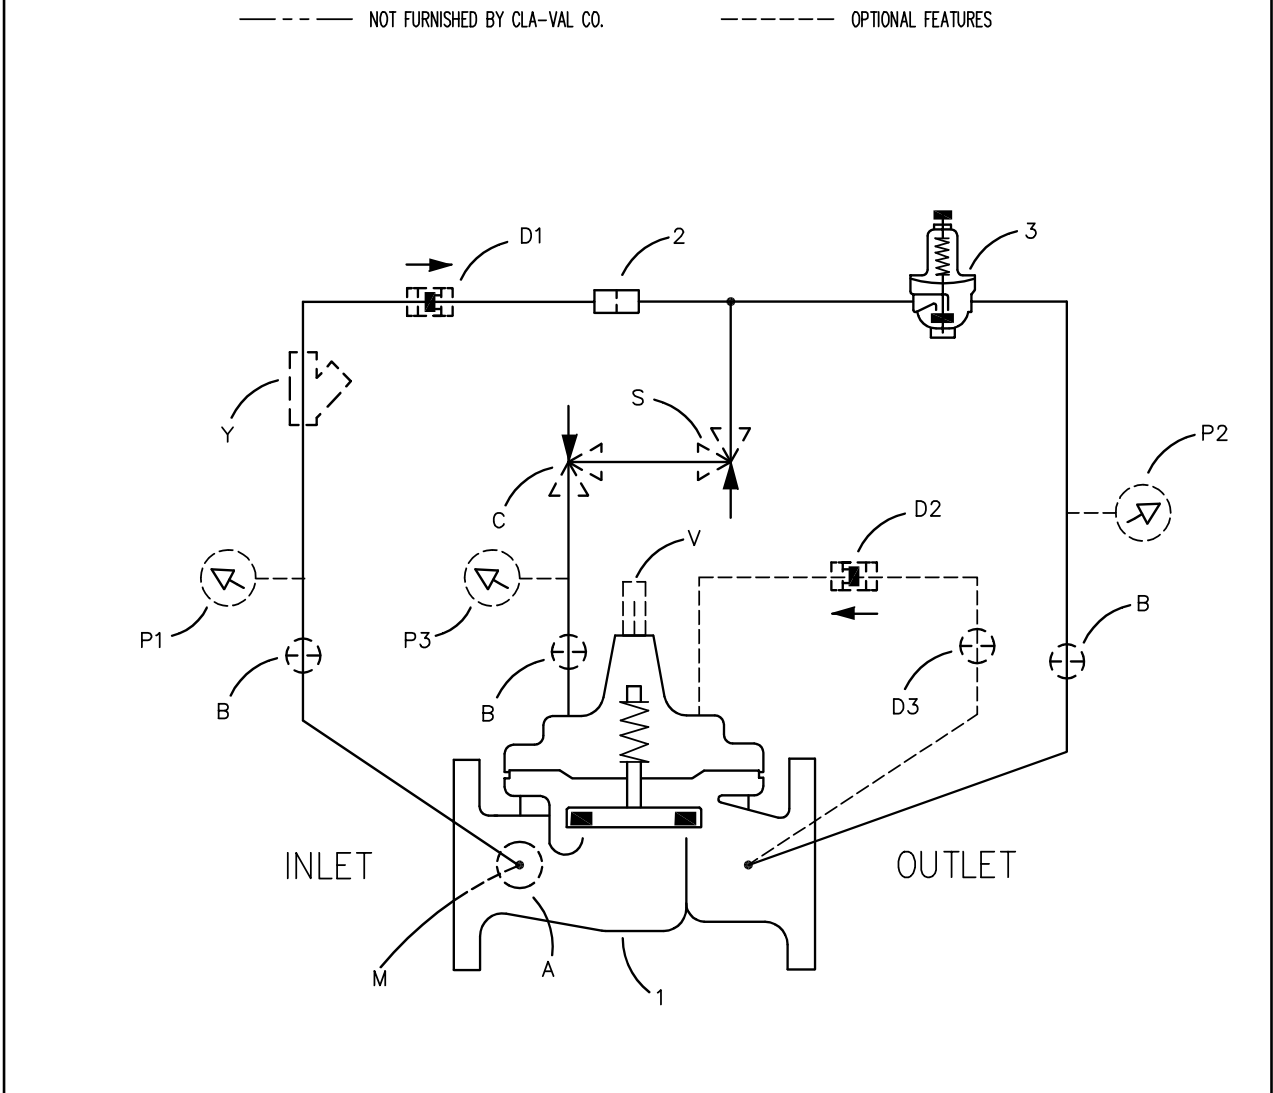 NOT FURNISHED BY CLA-VAL CO.
OPTIONAL FEATURES
D1
2
3
S
Y
P2
C
D2
V
P1
P3
B
B
B
D3
B
INLET
OUTLET
M
A
1